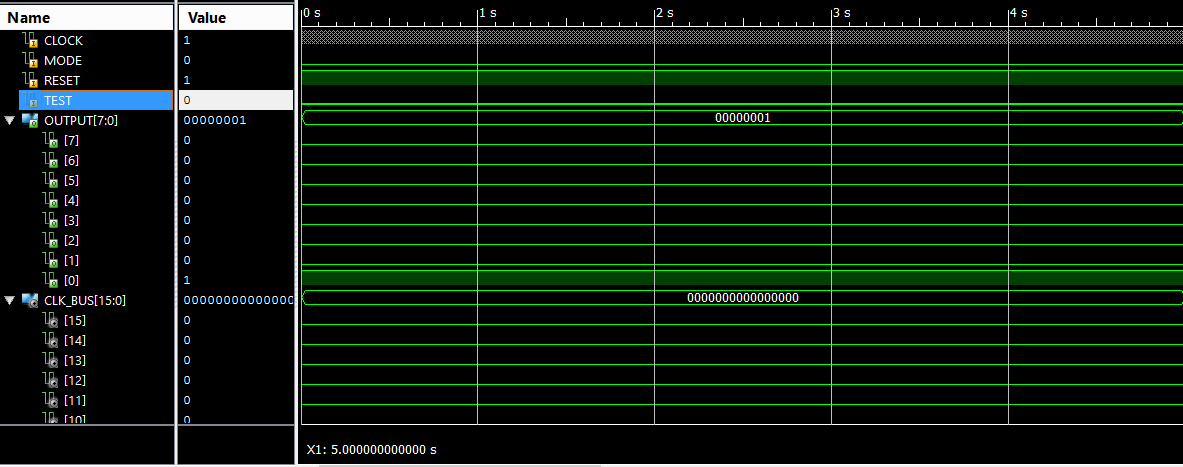 Name Value 0 s 1 s 2 s 3 s 4 s
CLOCK 1
MODE 0
RESET 1
TEST 0
OUTPUT[7:0] 00000001 00000001
[7] 0
[6] 0
[5] 0
[4] 0
[3] 0
[2] 0
[1] 0
[0] 1
CLK_BUS[15:0] 00000000000000 0000000000000000
[15] 0
[14] 0
[13] 0
[12] 0
[11] 0
[10] 0
X1: 5.000000000000 s